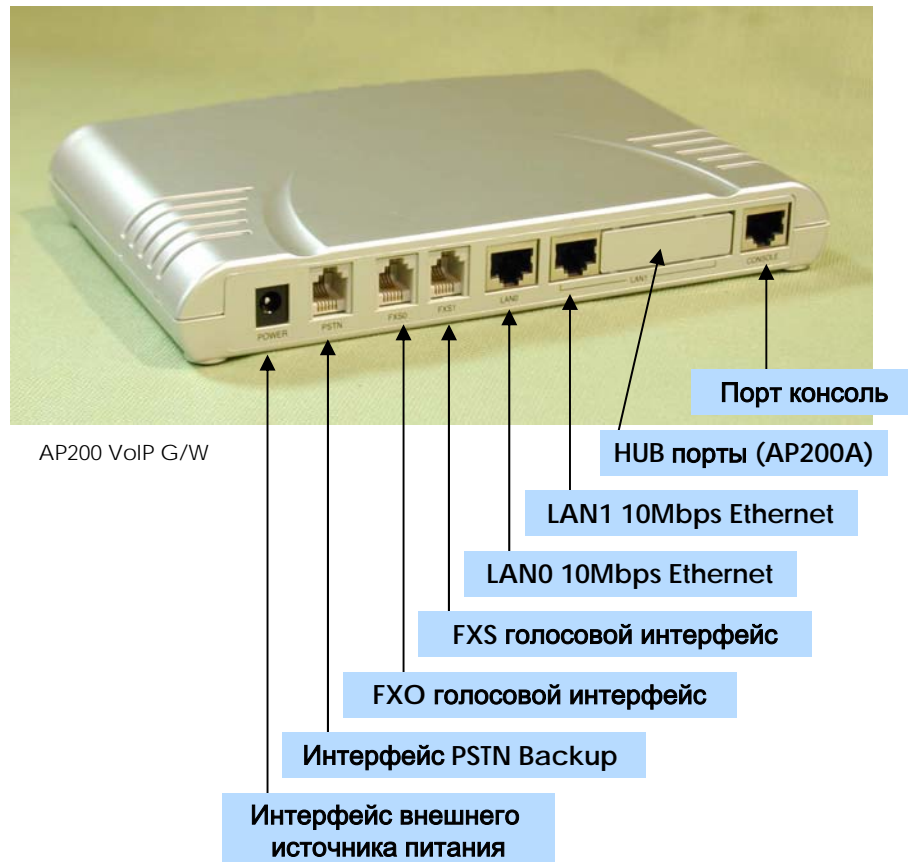 POWER
PSTN
FXS0
FXS1
LAN0
LAN1
CONSOLE
AP200 VoIP G/W
Порт консоль
HUB порты (AP200A)
LAN1 10Mbps Ethernet
LAN0 10Mbps Ethernet
FXS голосовой интерфейс
FXO голосовой интерфейс
Интерфейс PSTN Backup
Интерфейс внешнего
источника питания